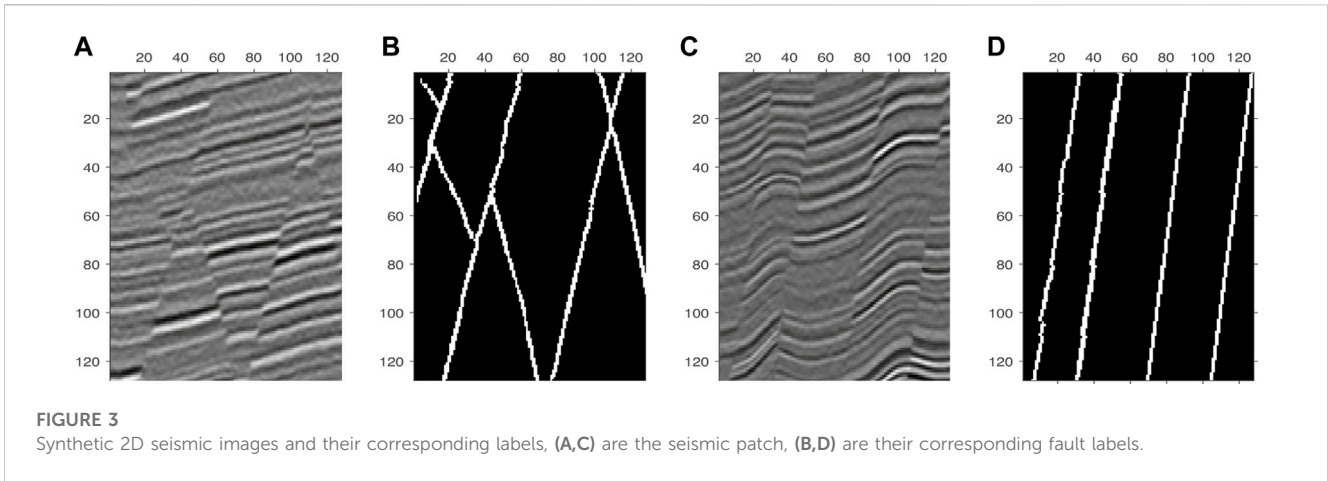 A B C D
20 40 60 80 100 120 20 40 60 80 100 120 20 40 60 80 100 120 20 40 60 80 100 120
20 20 20 20
40 40 40 40
60 60 60 60
80 80 80 80
100 100 100 100
120 120 120 120
FIGURE 3
Synthetic 2D seismic images and their corresponding labels, (A,C) are the seismic patch, (B,D) are their corresponding fault labels.